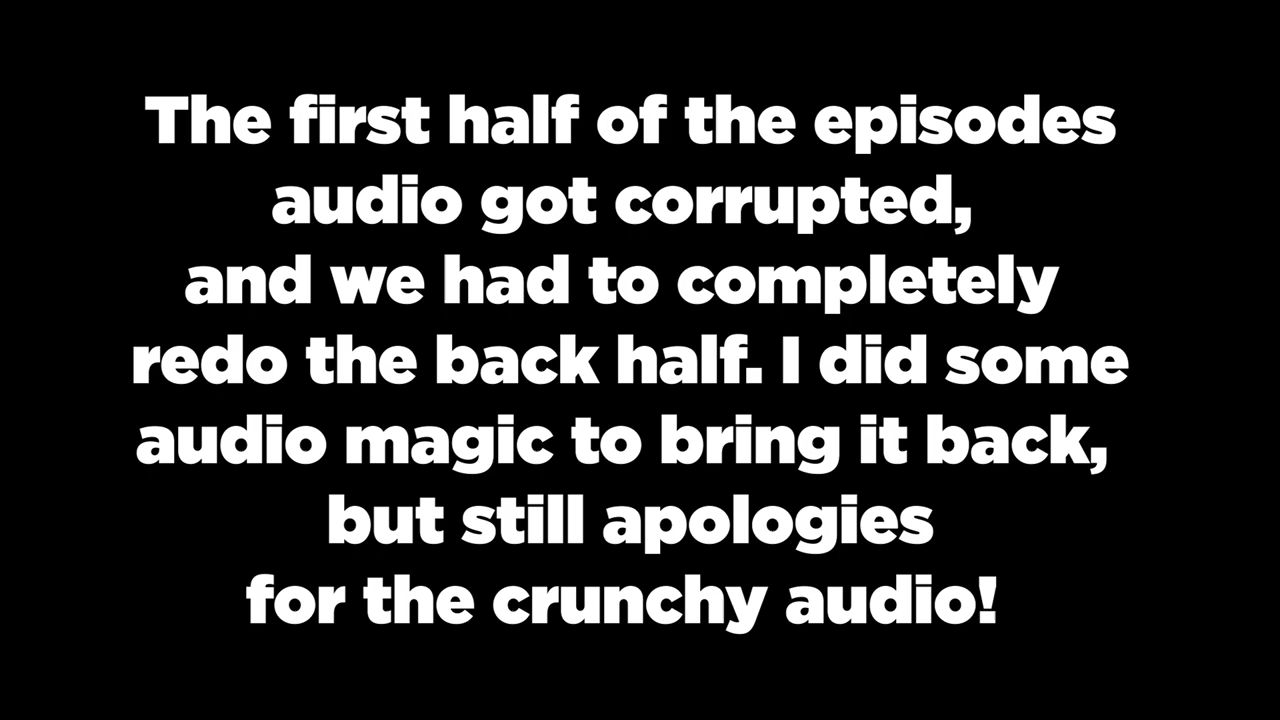 The first half of the episodes
audio got corrupted,
and we had to completely
redo the back half. I did some
audio magic to bring it back,
but still apologies
for the crunchy audio!